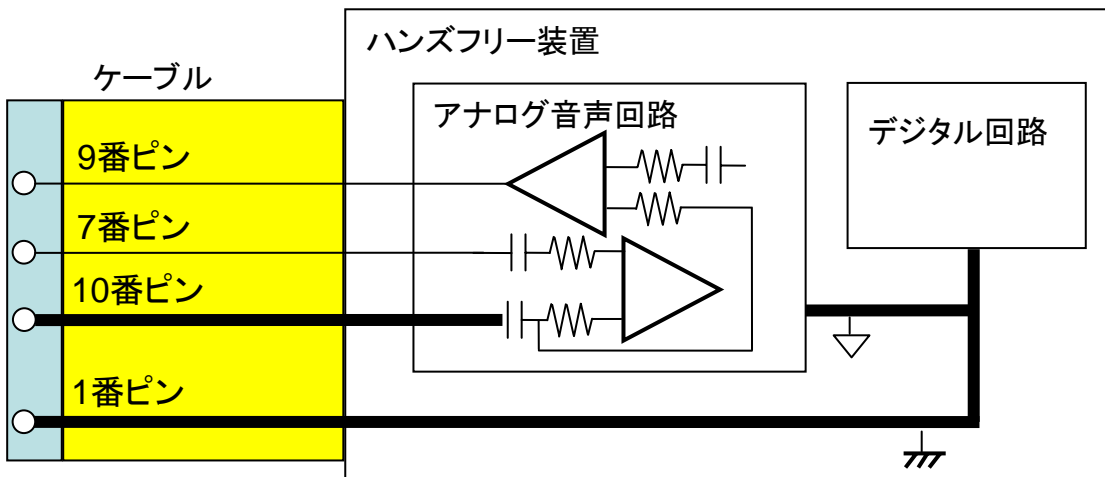 ハンズフリー装置
ケーブル
アナログ音声回路
デジタル回路
9番ピン
7番ピン
10番ピン
1番ピン